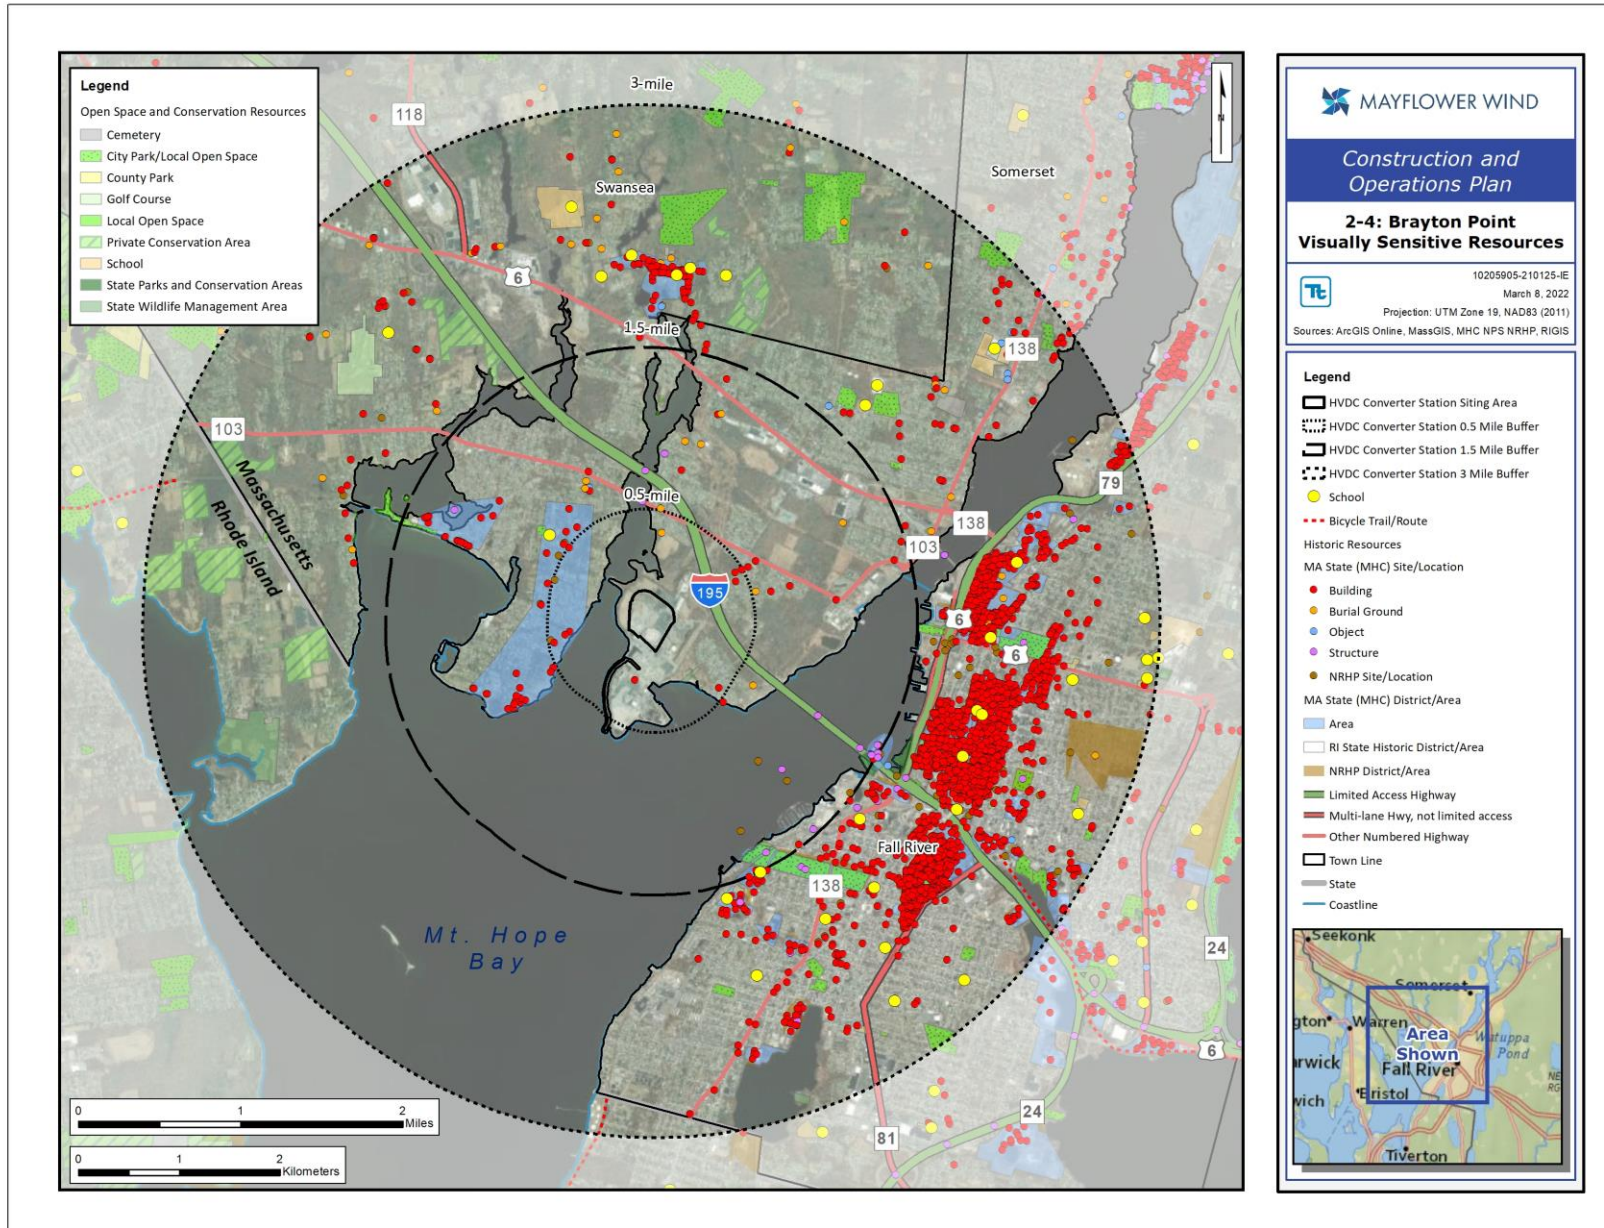 Legend
Open Space and Conservation Resources
Cemetery
City Park/Local Open Space
County Park
Golf Course
Local Open Space
Private Conservation Area
School
State Parks and Conservation Areas
State Wildlife Management Area
3-mile
118
N
Somerset
Swansea
6
1.5-mile
138
103
Massachusetts
Rhode Island
0.5-mile
79
138
103
195
6
6
Fall River
138
Mt. Hope
Bay
24
6
24
81
0 1 2
Miles
0 1 2
Kilometers
MAYFLOWER WIND
Construction and
Operations Plan
2-4: Brayton Point
Visually Sensitive Resources
Tt
10205905-210125-IE
March 8, 2022
Projection: UTM Zone 19, NAD83 (2011)
Sources: ArcGIS Online, MassGIS, MHC NPS NRHP, RIGIS
Legend
HVDC Converter Station Siting Area
HVDC Converter Station 0.5 Mile Buffer
HVDC Converter Station 1.5 Mile Buffer
HVDC Converter Station 3 Mile Buffer
School
Bicycle Trail/Route
Historic Resources
MA State (MHC) Site/Location
Building
Burial Ground
Object
Structure
NRHP Site/Location
MA State (MHC) District/Area
Area
RI State Historic District/Area
NRHP District/Area
Limited Access Highway
Multi-lane Hwy, not limited access
Other Numbered Highway
Town Line
State
Coastline
Seekonk
Somerset
gton
Warren
Watuppa
Pond
Area
Shown
arwick
Fall River
NE
RG
wich
Bristol
Tiverton